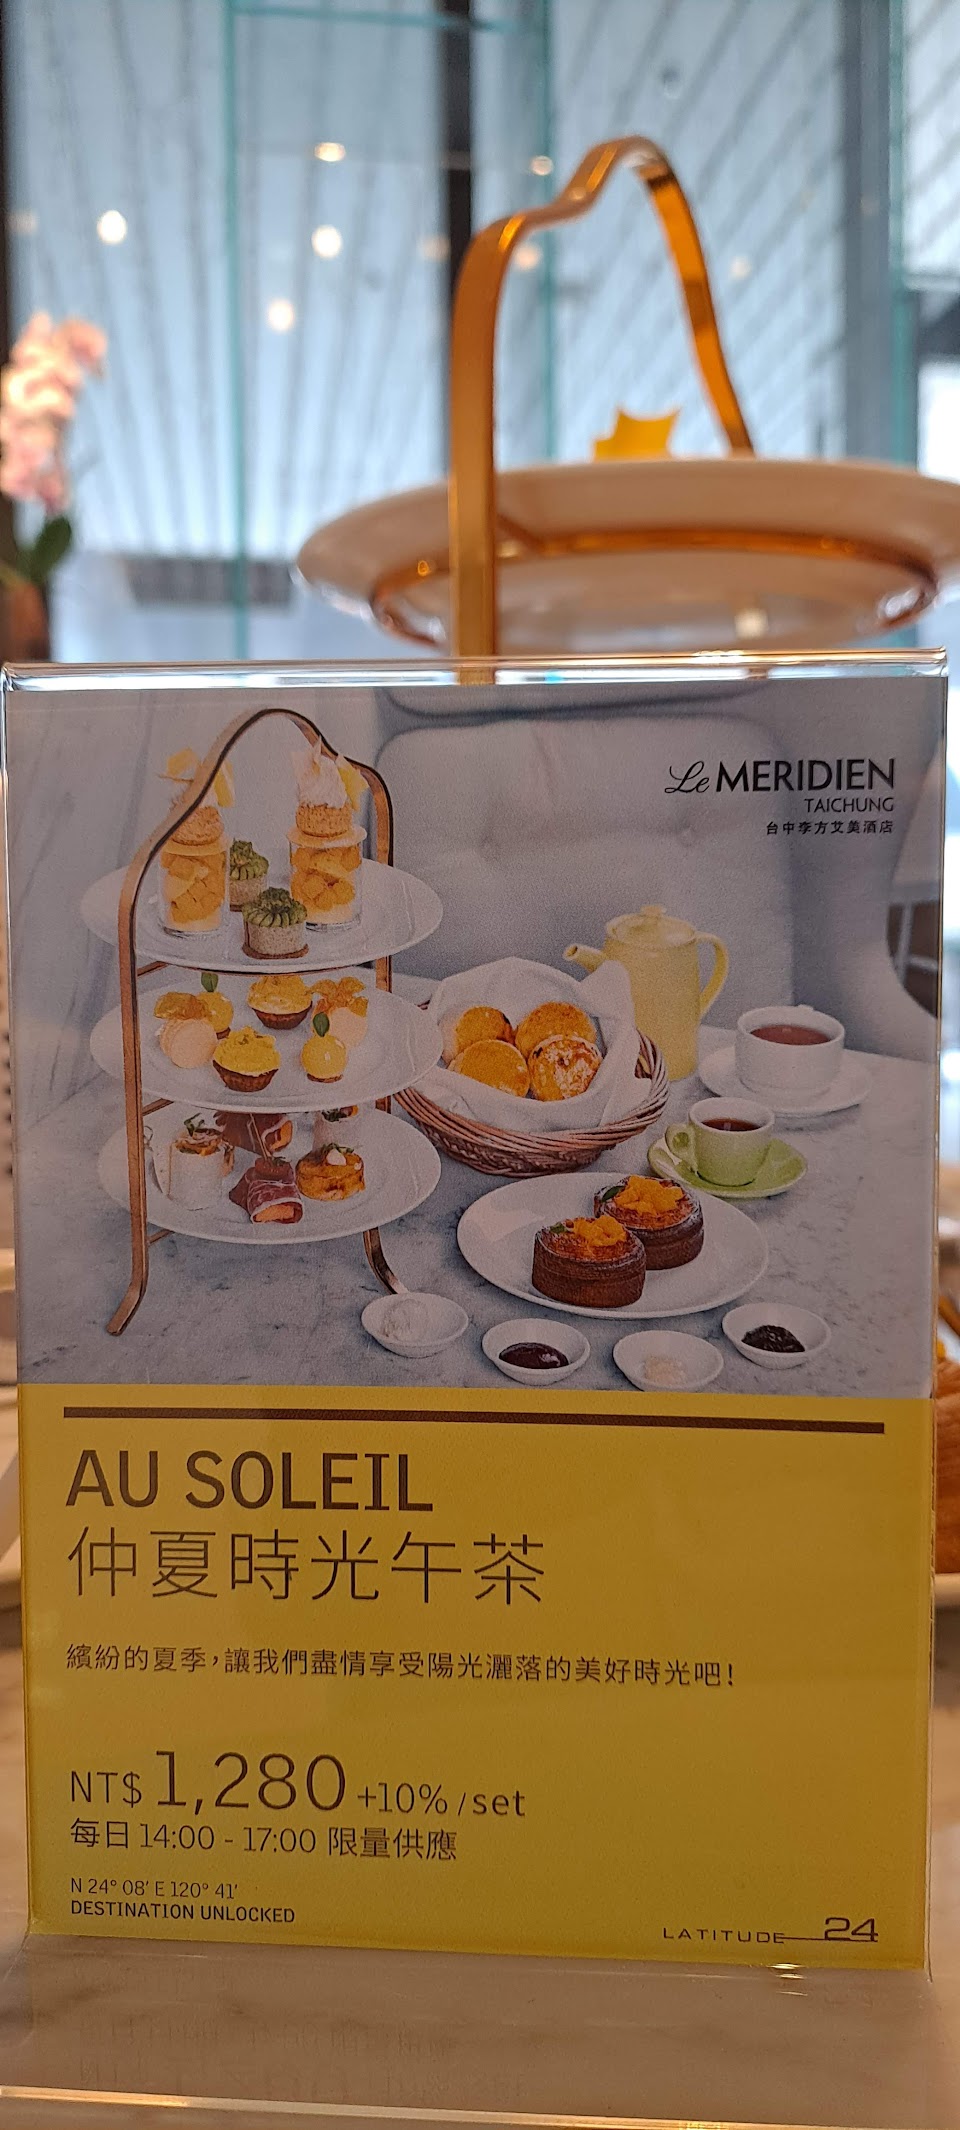 Le MERIDIEN
TAICHUNG
台中李方艾美酒店
AU SOLEIL
仲夏時光午茶
繽紛的夏季，讓我們盡情享受陽光灑落的美好時光吧！
NT$ 1,280 +10% /set
每日 14:00 - 17:00 限量供應
N 24° 08' E 120° 41'
DESTINATION UNLOCKED
LATITUDE 24